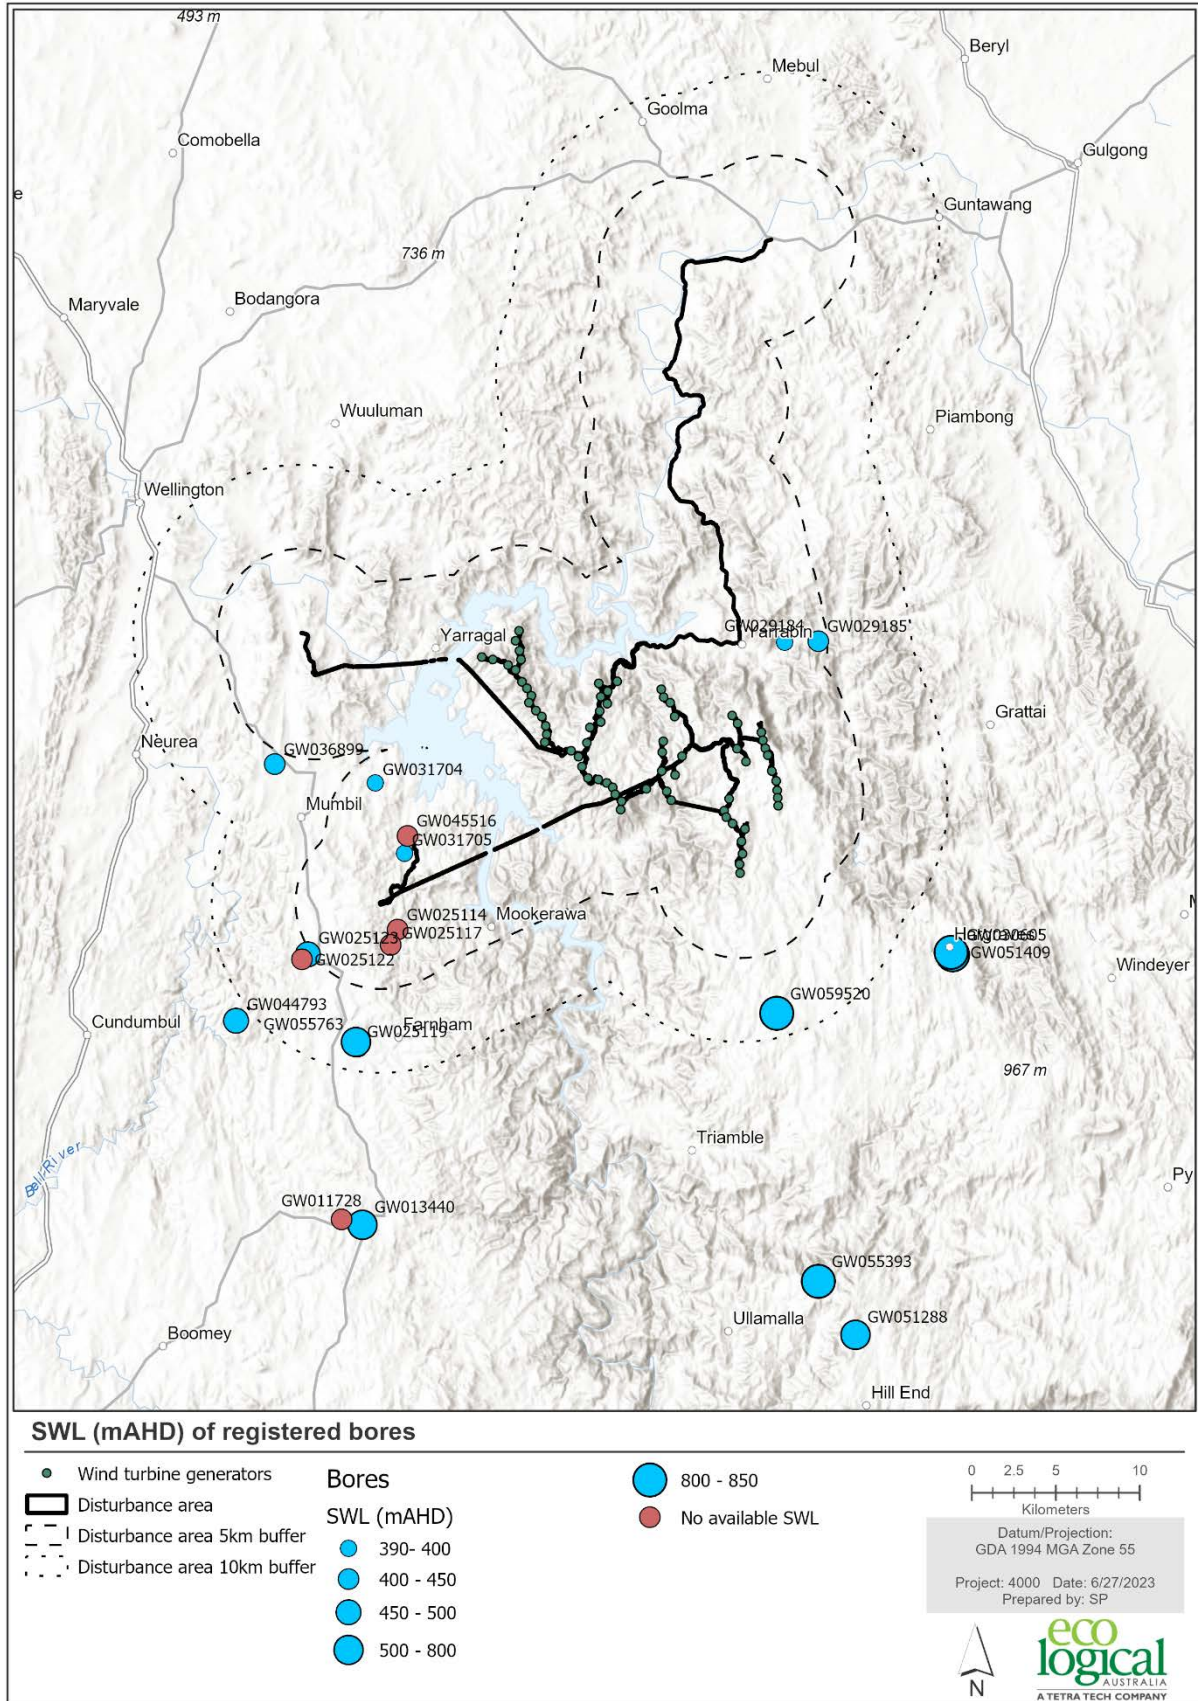 493 m
Beryl
Mebul
Goolma
Comobella
Gulgong
e
Guntawang
736 m
Bodangora
Maryvale
Wuuluman
Piambong
Wellington
GW029184
GW029185
Yarragal
Yarrabin
Grattai
Neurea
GW036899
GW031704
Mumbil
GW045516
GW031705
GW025114
Mookerawa
GW025117
GW025123
GW025122
Hargraves
GW030605
GW051409
Windeyer
GW044793
GW059520
GW055763
Cundumbul
Farnham
GW025119
967 m
Triamble
Bell River
Py
GW011728
GW013440
GW055393
Ullamalla
GW051288
Boomey
Hill End
SWL (mAHD) of registered bores
Wind turbine generators
Disturbance area
Disturbance area 5km buffer
Disturbance area 10km buffer
Bores
SWL (mAHD)
390- 400
400 - 450
450 - 500
500 - 800
800 - 850
No available SWL
0 2.5 5 10
Kilometers
Datum/Projection:
GDA 1994 MGA Zone 55
Project: 4000 Date: 6/27/2023
Prepared by: SP
N
eco
logical
AUSTRALIA
A TETRA TECH COMPANY